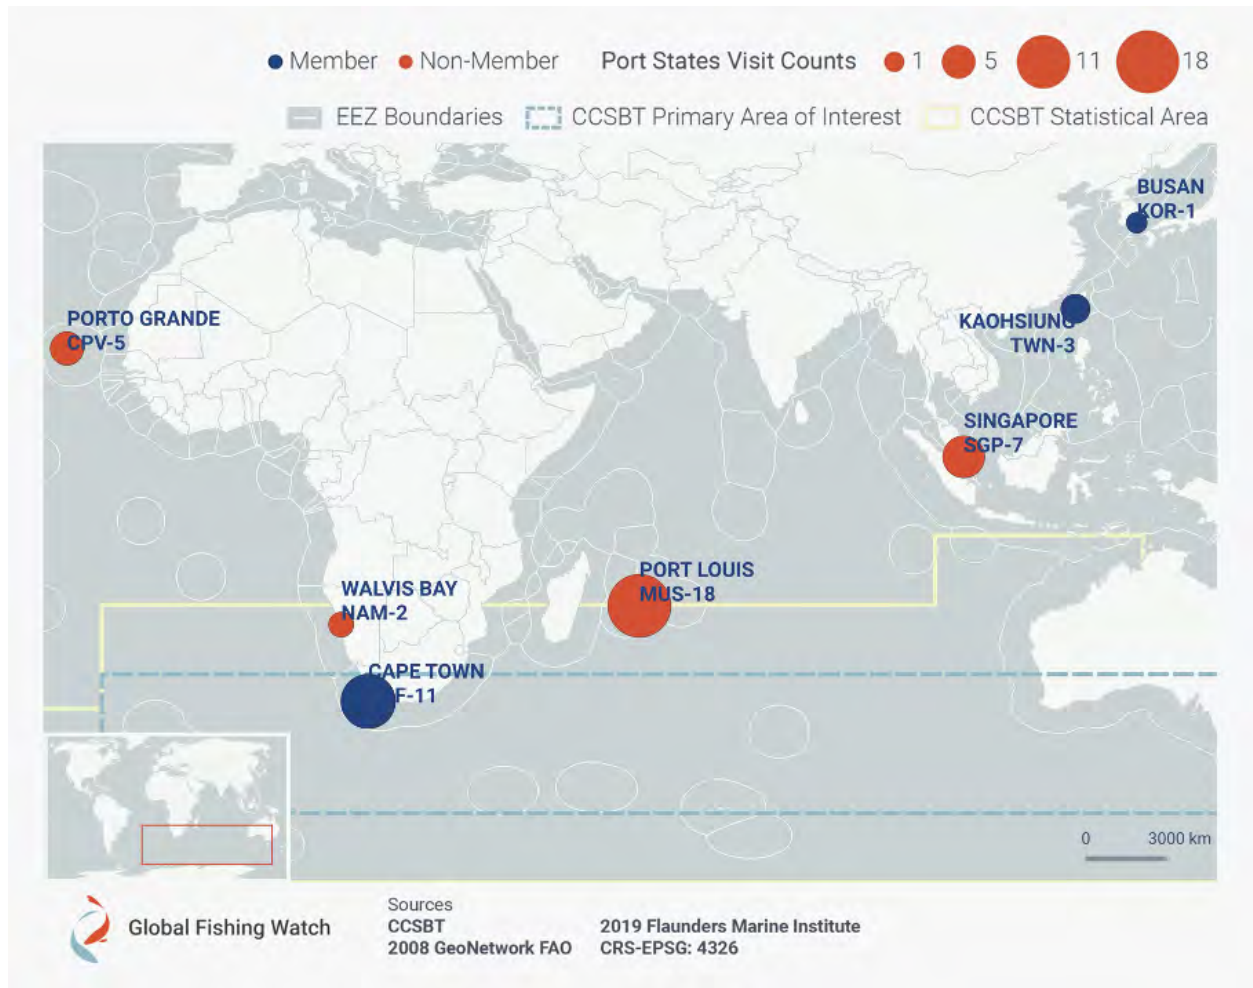 Member Non-Member Port States Visit Counts 1 5 11 18
EEZ Boundaries CCSBT Primary Area of Interest CCSBT Statistical Area
BUSAN
KOR-1
PORTO GRANDE
CPV-5
KAOHSIUNG
TWN-3
SINGAPORE
SGP-7
PORT LOUIS
MUS-18
WALVIS BAY
NAM-2
CAPE TOWN
F-11
0 3000 km
Global Fishing Watch
Sources
CCSBT
2008 GeoNetwork FAO
2019 Flaunders Marine Institute
CRS-EPSG: 4326